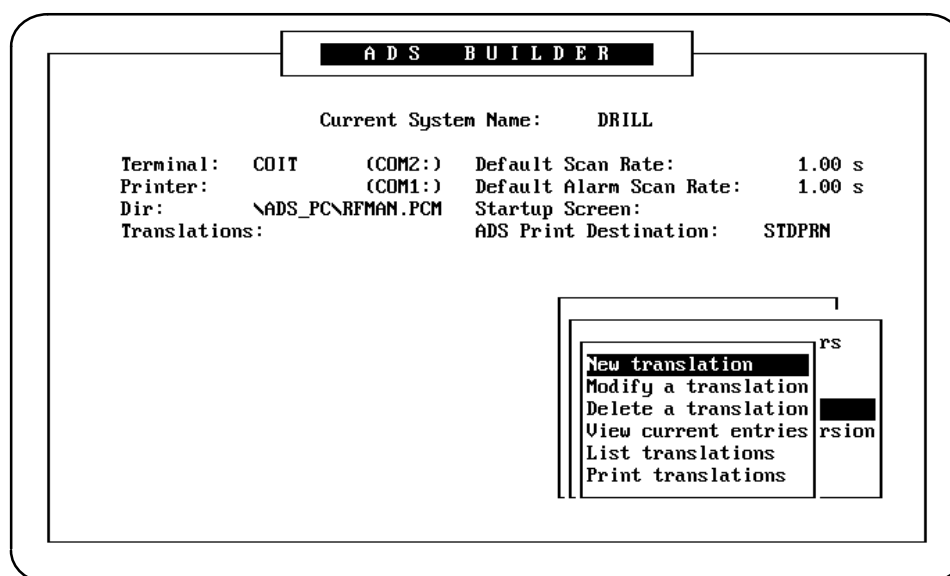 ADS BUILDER
Current System Name: DRILL
Terminal: COIT (COM2:) Default Scan Rate: 1.00 s
Printer: (COM1:) Default Alarm Scan Rate: 1.00 s
Dir: \ADS_PC\RFMAN.PCM Startup Screen:
Translations: ADS Print Destination: STDPRN
rs
New translation
Modify a translation
Delete a translation
View current entries rsion
List translations
Print translations